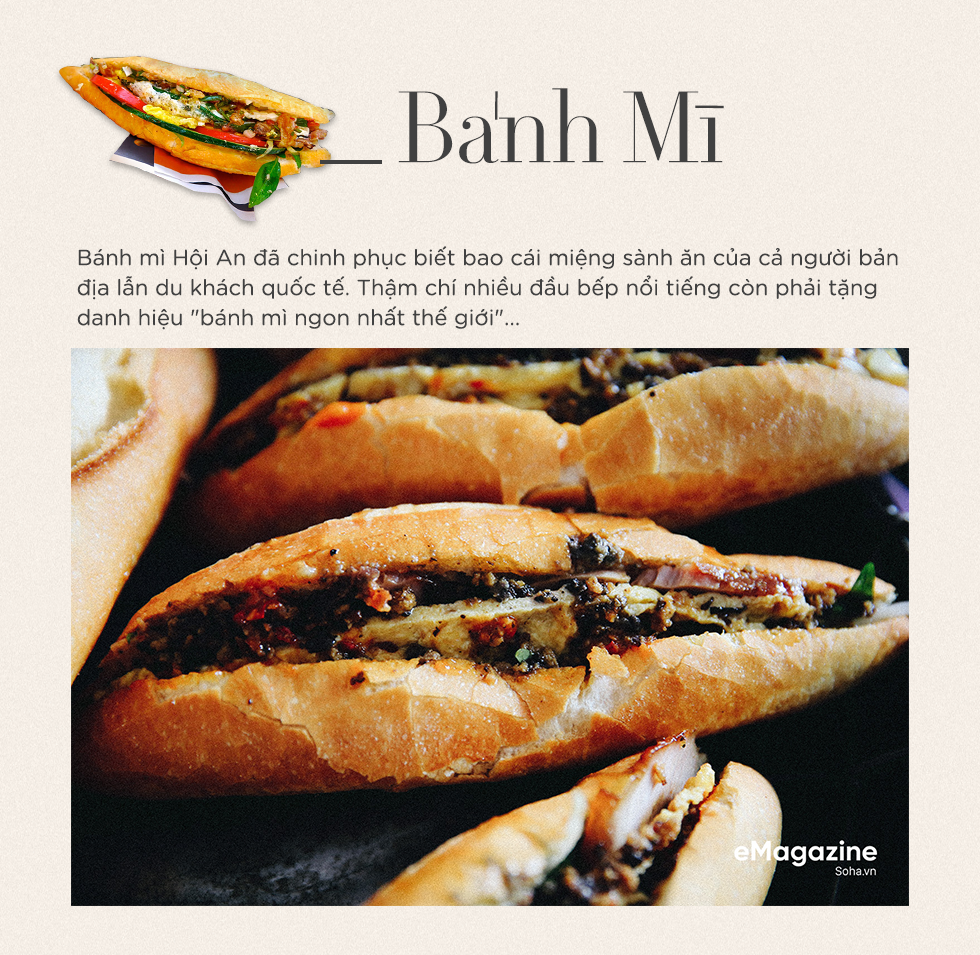 Bánh Mì
Bánh mì Hội An đã chinh phục biết bao cái miệng sành ăn của cả người bản
địa lẫn du khách quốc tế. Thậm chí nhiều đầu bếp nổi tiếng còn phải tặng
danh hiệu "bánh mì ngon nhất thế giới"...
eMagazine
Soha.vn